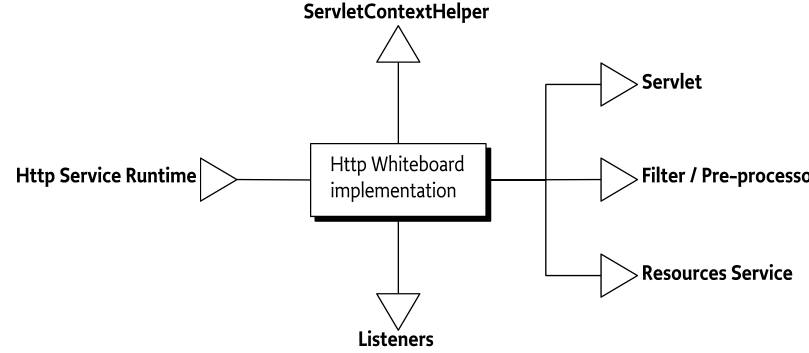 ServletContextHelper
Servlet
Http Whiteboard
implementation
Http Service Runtime
Filter / Pre-processo
Resources Service
Listeners